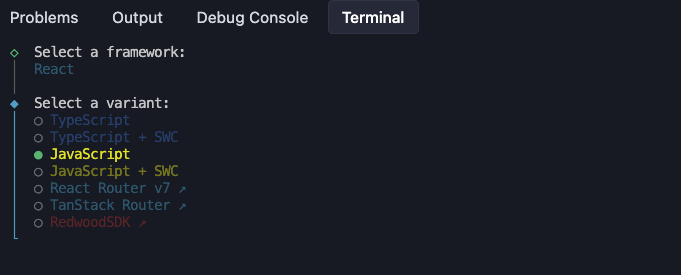 Problems Output Debug Console Terminal
Select a framework:
React
Select a variant:
TypeScript
TypeScript + SWC
JavaScript
JavaScript + SWC
React Router v7 ↗
TanStack Router ↗
RedwoodSDK ↗